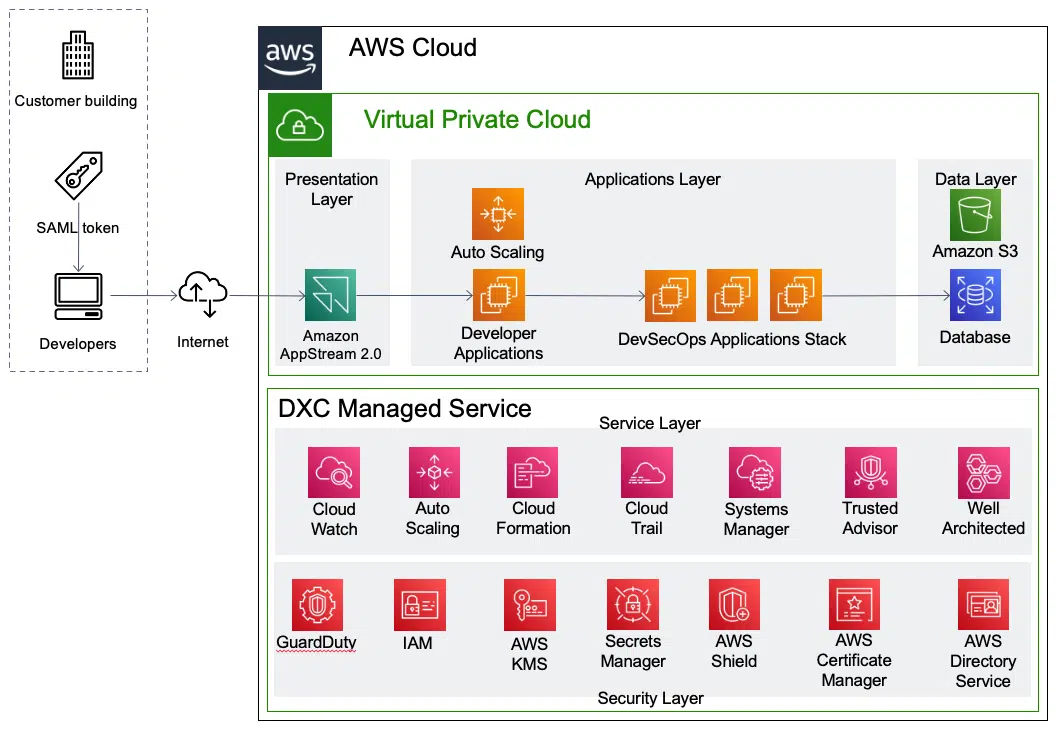 Customer building
SAML token
Developers
Internet
aws
AWS Cloud
Virtual Private Cloud
Presentation
Layer
Amazon
AppStream 2.0
Applications Layer
Auto Scaling
Developer
Applications
DevSecOps Applications Stack
Data Layer
Amazon S3
Database
DXC Managed Service
Service Layer
Cloud
Watch
Auto
Scaling
Cloud
Formation
Cloud
Trail
Systems
Manager
Trusted
Advisor
Well
Architected
GuardDuty
IAM
AWS
KMS
Secrets
Manager
AWS
Shield
AWS
Certificate
Manager
AWS
Directory
Service
Security Layer